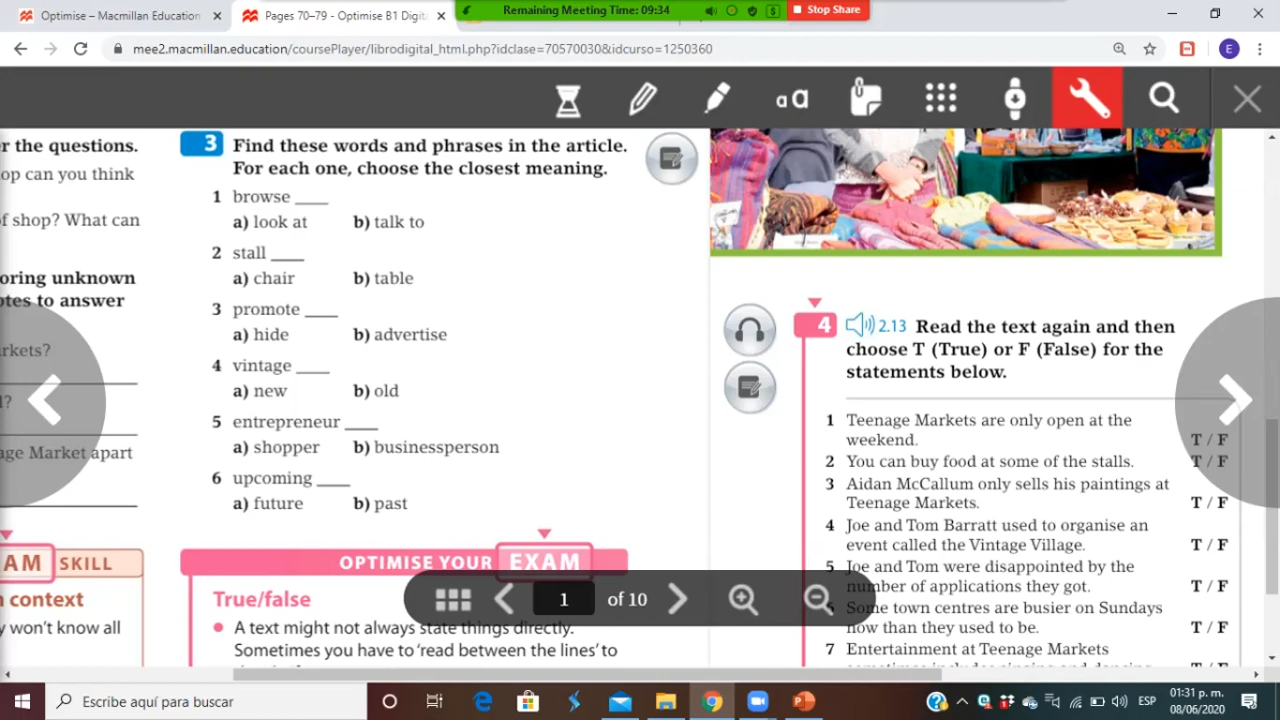 Optimise – Macmillan Education
Pages 70–79 - Optimise B1 Digit
Remaining Meeting Time: 09:34
Stop Share
mee2.macmillan.education/coursePlayer/librodigital_html.php?idclase=70570030&idcurso=1250360
E
a a
r the questions.
op can you think
of shop? What can
oring unknown
otes to answer
rkets?
l?
age Market apart
AM SKILL
context
y won't know all
3 Find these words and phrases in the article.
For each one, choose the closest meaning.
1 browse ____
a) look at b) talk to
2 stall ____
a) chair b) table
3 promote ____
a) hide b) advertise
4 vintage ____
a) new b) old
5 entrepreneur ____
a) shopper b) businessperson
6 upcoming ____
a) future b) past
OPTIMISE YOUR EXAM
True/false
• A text might not always state things directly.
Sometimes you have to 'read between the lines' to
4 2.13 Read the text again and then
choose T (True) or F (False) for the
statements below.
1 Teenage Markets are only open at the
weekend. T / F
2 You can buy food at some of the stalls. T / F
3 Aidan McCallum only sells his paintings at
Teenage Markets. T / F
4 Joe and Tom Barratt used to organise an
event called the Vintage Village. T / F
5 Joe and Tom were disappointed by the
number of applications they got. T / F
Some town centres are busier on Sundays
now than they used to be. T / F
7 Entertainment at Teenage Markets
sometimes includes singing and dancing. T / F
1 of 10
Escribe aquí para buscar
ESP
01:31 p. m.
08/06/2020